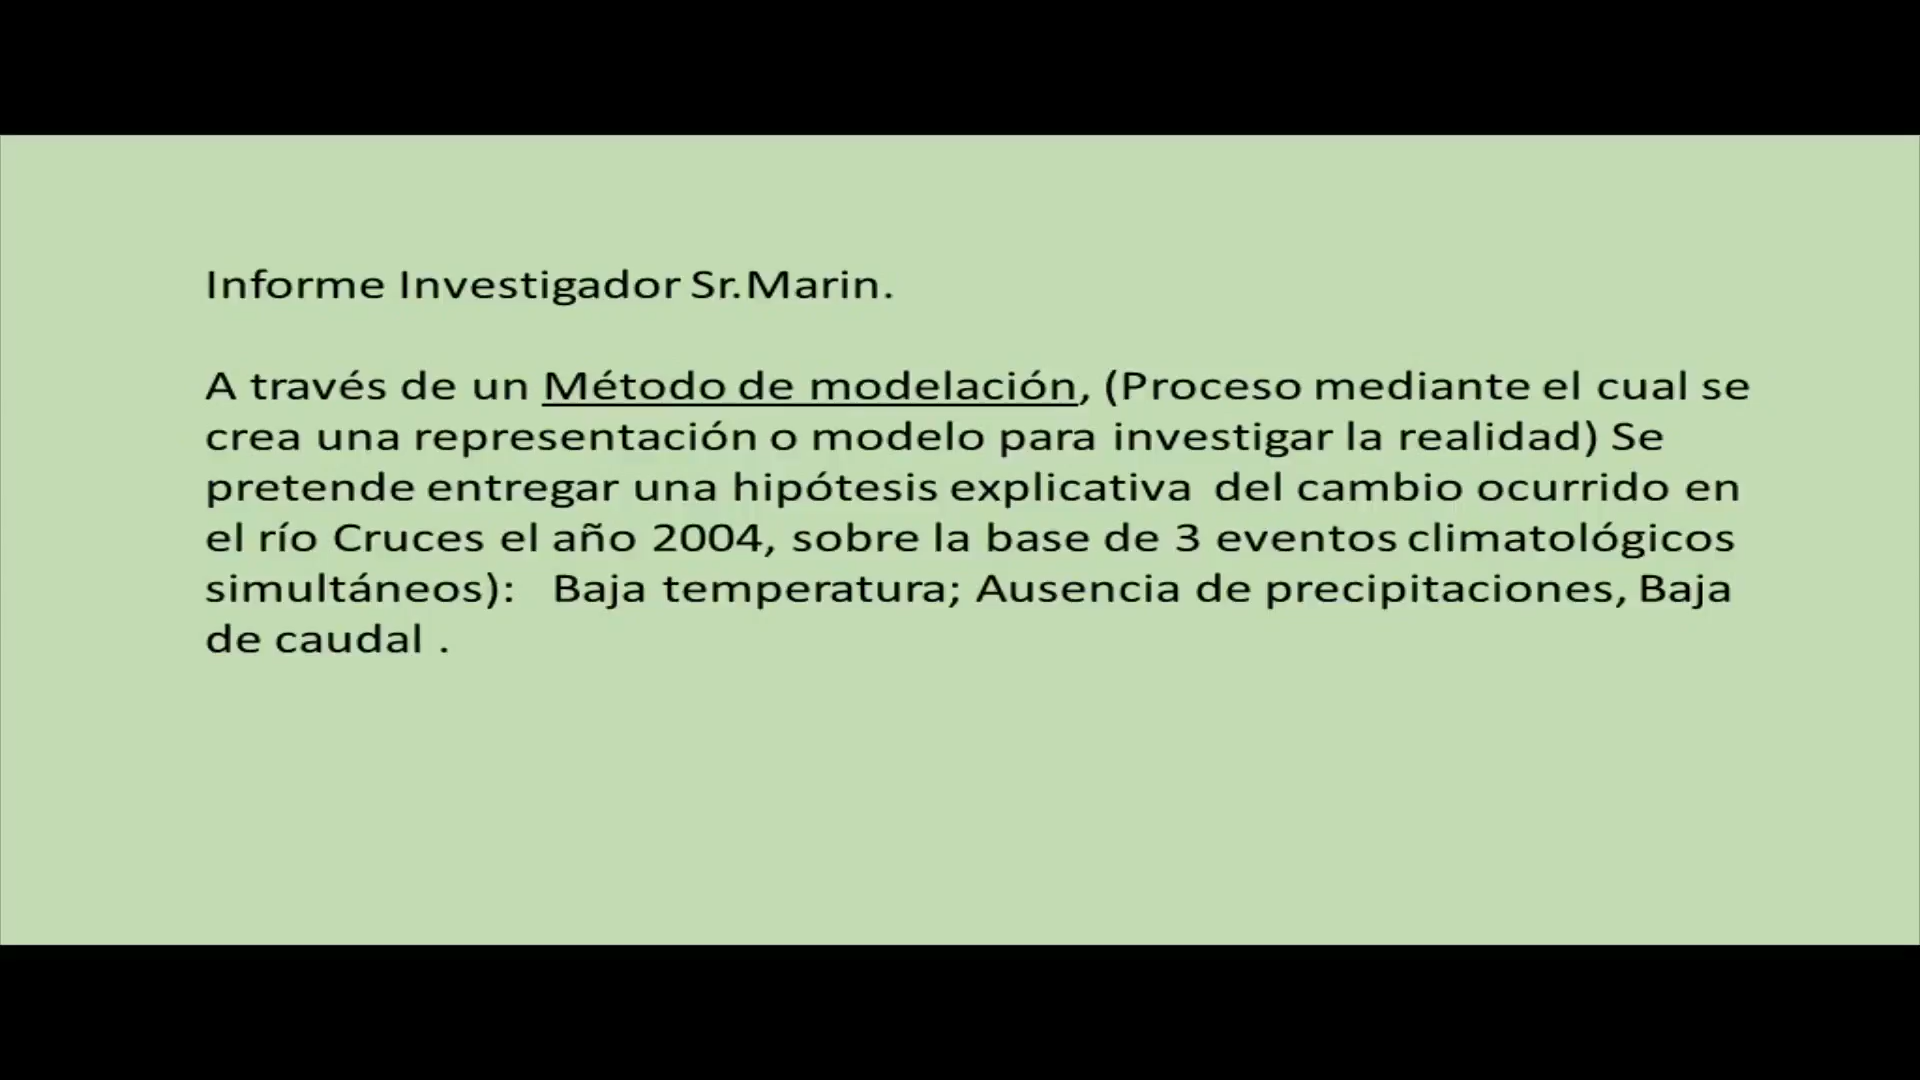 Informe Investigador Sr.Marin.
A través de un Método de modelación, (Proceso mediante el cual se
crea una representación o modelo para investigar la realidad) Se
pretende entregar una hipótesis explicativa del cambio ocurrido en
el río Cruces el año 2004, sobre la base de 3 eventos climatológicos
simultáneos): Baja temperatura; Ausencia de precipitaciones, Baja
de caudal .